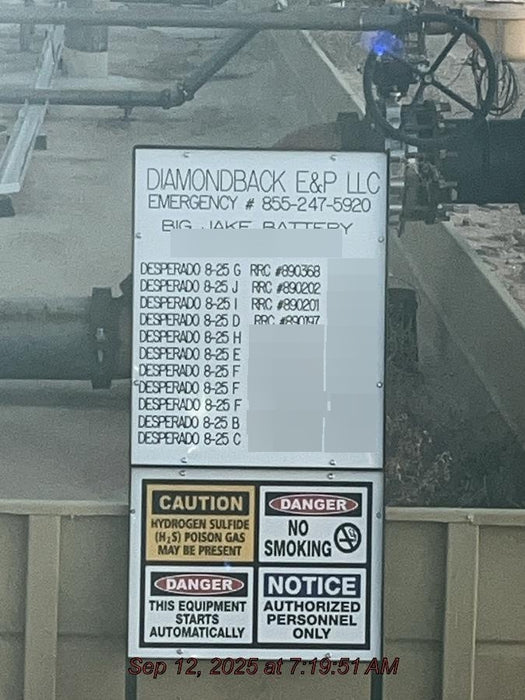 DIAMONDBACK E&P LLC
EMERGENCY # 855-247-5920
BIG JAKE BATTERY
DESPERADO 8-25 G RRC #890368
DESPERADO 8-25 J RRC #890202
DESPERADO 8-25 I RRC #890201
DESPERADO 8-25 D RRC #890197
DESPERADO 8-25 H
DESPERADO 8-25 E
DESPERADO 8-25 F
DESPERADO 8-25 F
DESPERADO 8-25 F
DESPERADO 8-25 B
DESPERADO 8-25 C
CAUTION
HYDROGEN SULFIDE
(H₂S) POISON GAS
MAY BE PRESENT
DANGER
NO
SMOKING
DANGER
THIS EQUIPMENT
STARTS
AUTOMATICALLY
NOTICE
AUTHORIZED
PERSONNEL
ONLY
Sep 12, 2025 at 7:19:51 AM